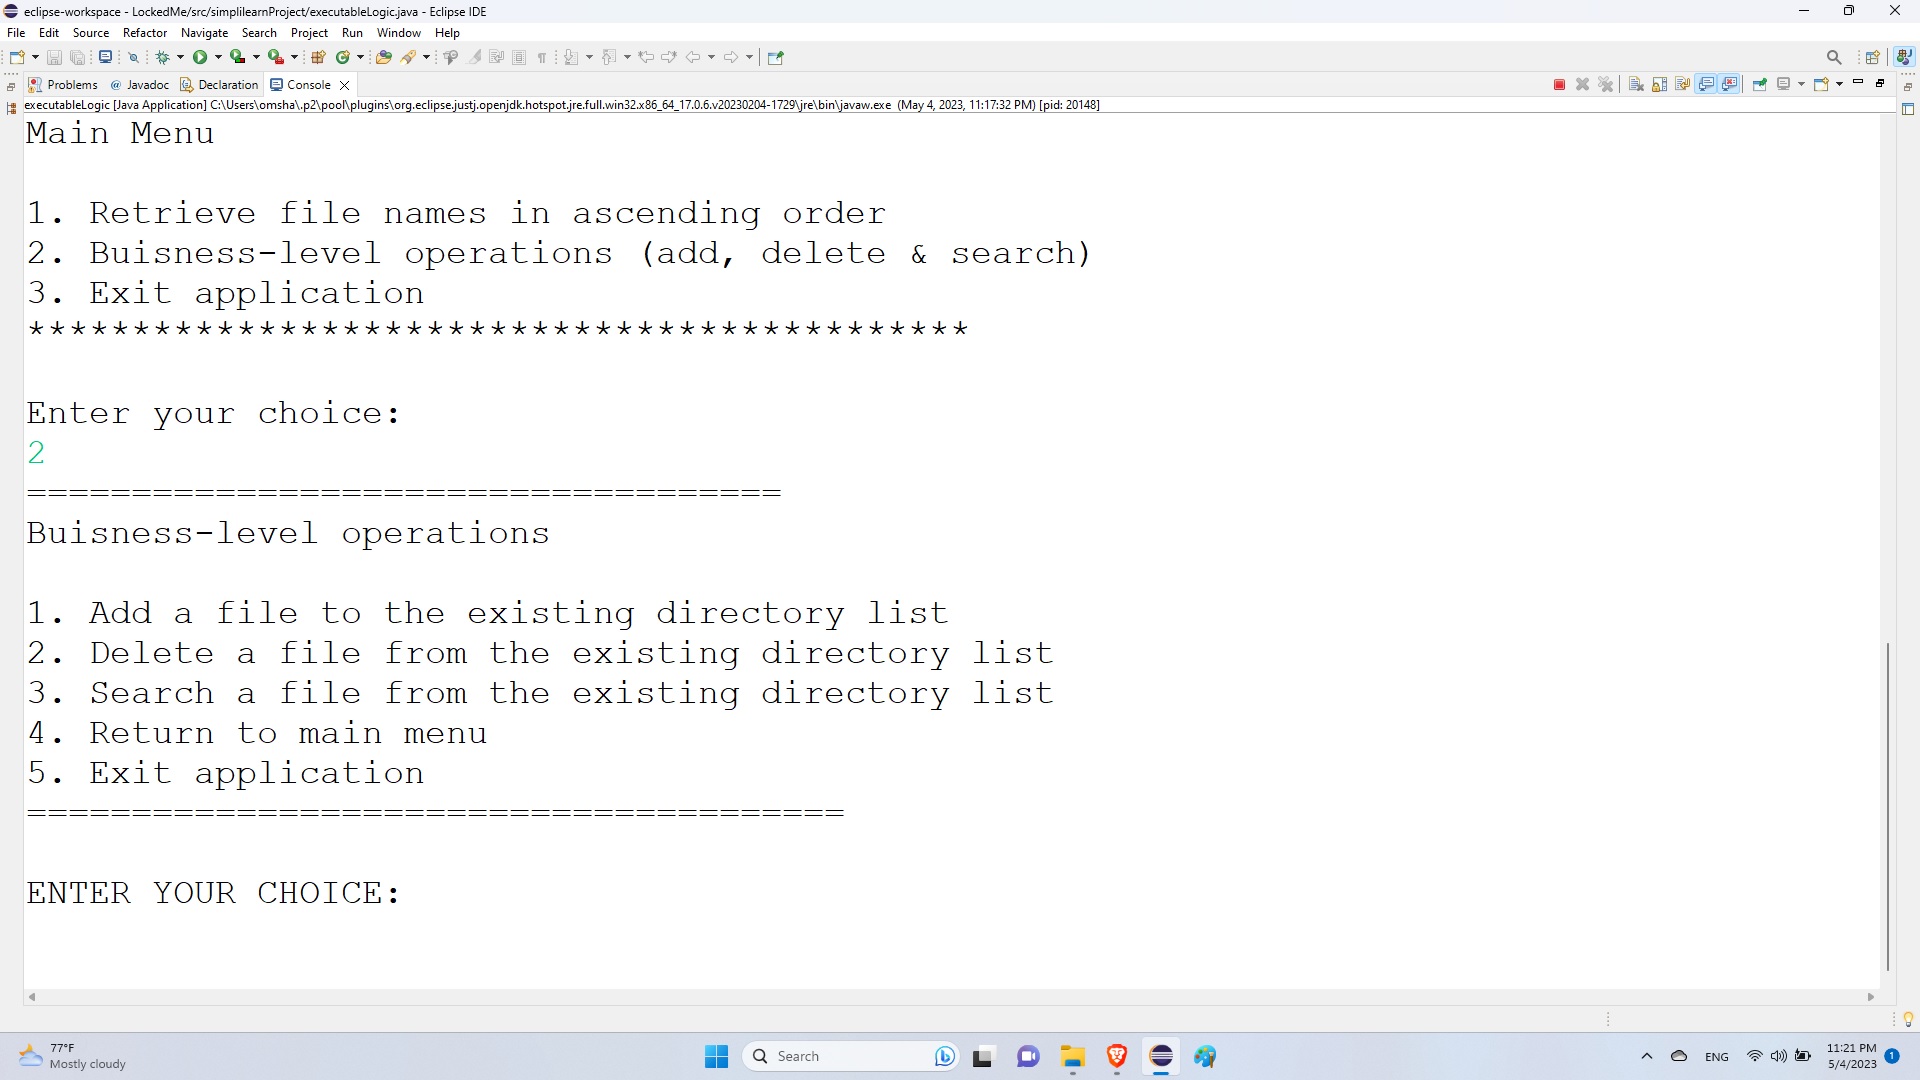 eclipse-workspace - LockedMe/src/simplilearnProject/executableLogic.java - Eclipse IDE
File Edit Source Refactor Navigate Search Project Run Window Help
Problems @ Javadoc Declaration Console
executableLogic [Java Application] C:\Users\omsha\.p2\pool\plugins\org.eclipse.justj.openjdk.hotspot.jre.full.win32.x86_64_17.0.6.v20230204-1729\jre\bin\javaw.exe (May 4, 2023, 11:17:32 PM) [pid: 20148]
Main Menu
1. Retrieve file names in ascending order
2. Buisness-level operations (add, delete & search)
3. Exit application
*********************************************
Enter your choice:
2
====================================
Buisness-level operations
1. Add a file to the existing directory list
2. Delete a file from the existing directory list
3. Search a file from the existing directory list
4. Return to main menu
5. Exit application
=======================================
ENTER YOUR CHOICE:
77°F
Mostly cloudy
Search
ENG
11:21 PM
5/4/2023
1